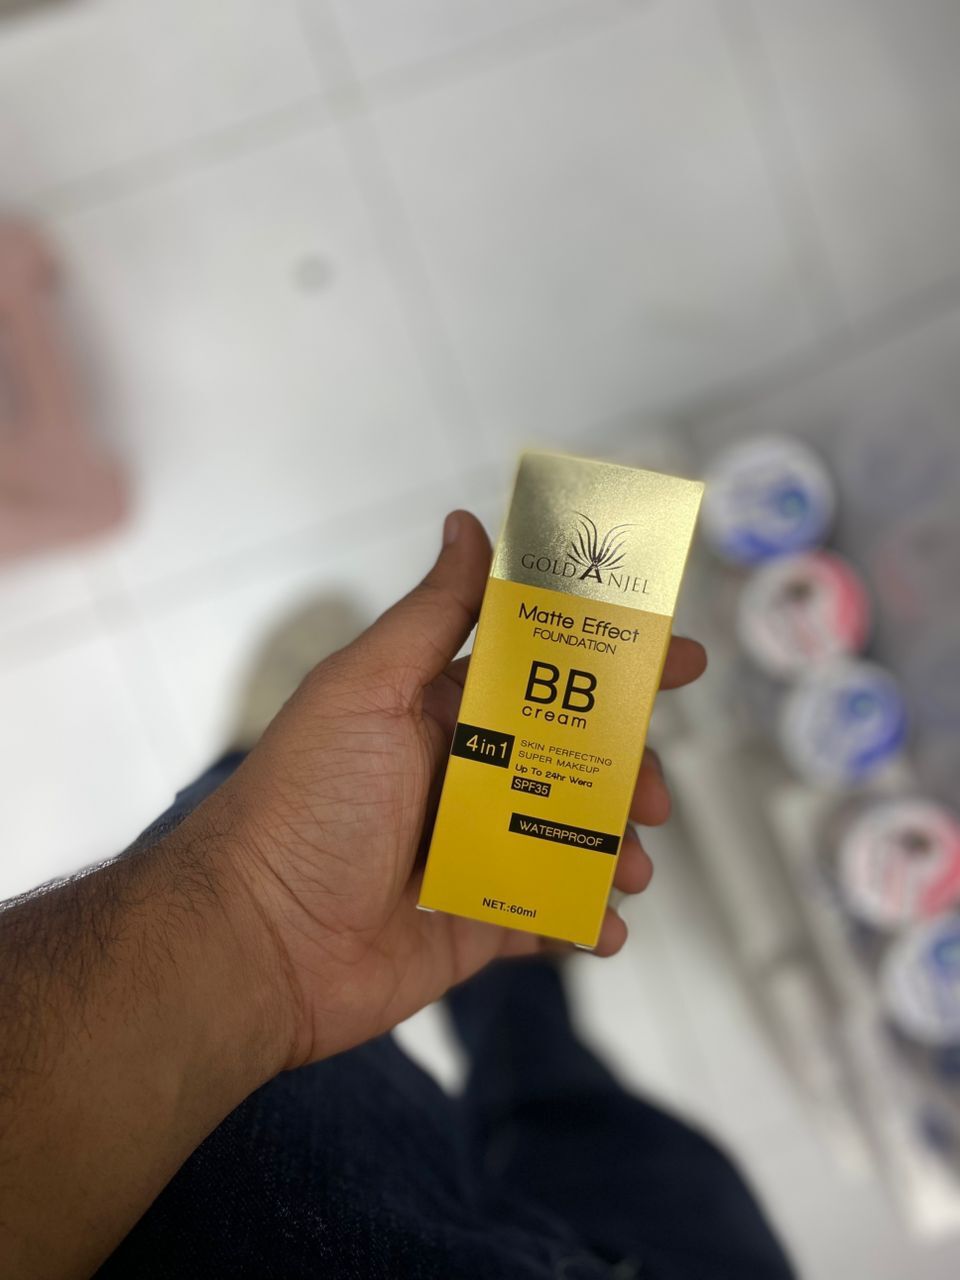 GOLD ANJEL
Matte Effect
FOUNDATION
BB
cream
4in1
SKIN PERFECTING
SUPER MAKEUP
Up To 24hr Wera
SPF35
WATERPROOF
NET.:60ml